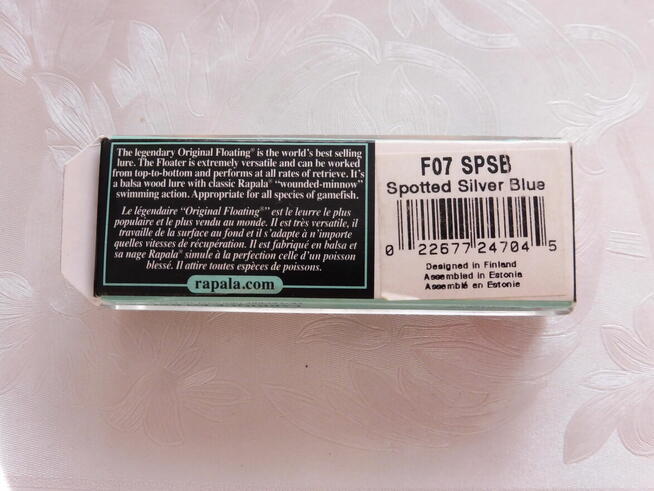 The legendary Original Floating® is the world's best selling
lure. The Floater is extremely versatile and can be worked
from top-to-bottom and performs at all rates of retrieve. It's
a balsa wood lure with classic Rapala® "wounded-minnow"
swimming action. Appropriate for all species of gamefish.
Le légendaire "Original Floating®" est le leurre le plus
populaire et le plus vendu au monde. Il est très versatile, il
travaille de la surface au fond et il s'adapte à n'importe
quelles vitesses de récupération. Il est fabriqué en balsa et
sa nage Rapala® simule à la perfection celle d'un poisson
blessé. Il attire toutes espèces de poissons.
rapala.com
F07 SPSB
Spotted Silver Blue
0 22677 24704 5
Designed in Finland
Assembled in Estonia
Assemblé en Estonie